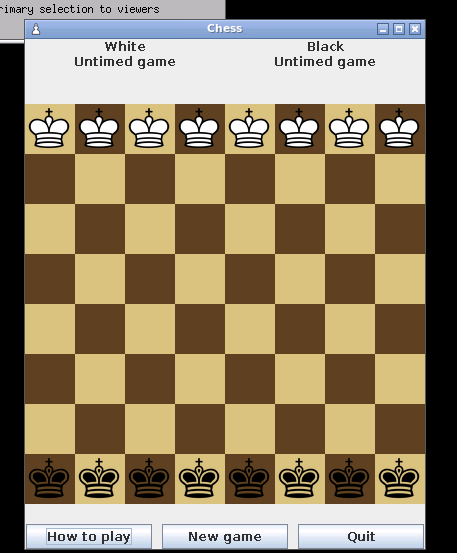 rimary selection to viewers
Chess
White
Untimed game
Black
Untimed game
How to play
New game
Quit